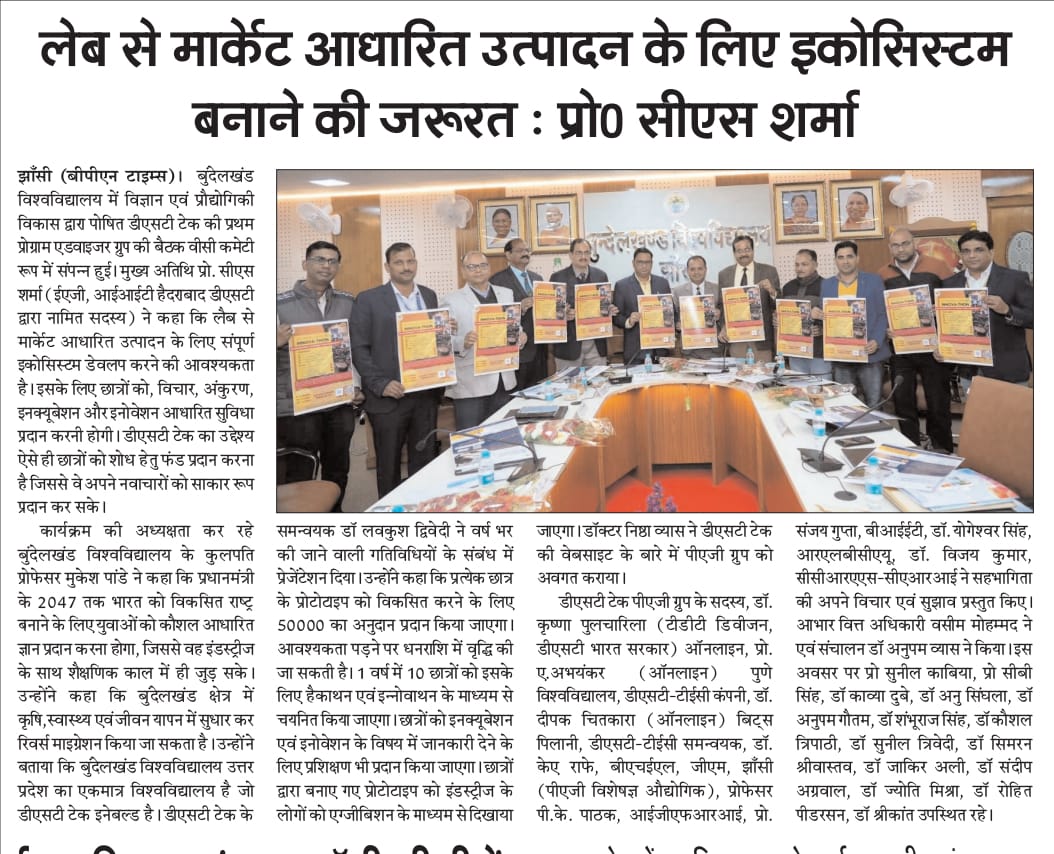 लेब से मार्केट आधारित उत्पादन के लिए इकोसिस्टम
बनाने की जरूरत : प्रो0 सीएस शर्मा
झाँसी (बीपीएन टाइम्स)। बुंदेलखंड
विश्वविद्यालय में विज्ञान एवं प्रौद्योगिकी
विकास द्वारा पोषित डीएसटी टेक की प्रथम
प्रोग्राम एडवाइजर ग्रुप की बैठक वीसी कमेटी
रूप में संपन्न हुई। मुख्य अतिथि प्रो. सीएस
शर्मा (ईएजी, आईआईटी हैदराबाद डीएसटी
द्वारा नामित सदस्य) ने कहा कि लैब से
मार्केट आधारित उत्पादन के लिए संपूर्ण
इकोसिस्टम डेवलप करने की आवश्यकता
है। इसके लिए छात्रों को, विचार, अंकुरण,
इनक्यूबेशन और इनोवेशन आधारित सुविधा
प्रदान करनी होगी। डीएसटी टेक का उद्देश्य
ऐसे ही छात्रों को शोध हेतु फंड प्रदान करना
है जिससे वे अपने नवाचारों को साकार रूप
प्रदान कर सके।
कार्यक्रम की अध्यक्षता कर रहे
बुंदेलखंड विश्वविद्यालय के कुलपति
प्रोफेसर मुकेश पांडे ने कहा कि प्रधानमंत्री
के 2047 तक भारत को विकसित राष्ट्र
बनाने के लिए युवाओं को कौशल आधारित
ज्ञान प्रदान करना होगा, जिससे वह इंडस्ट्रीज
के साथ शैक्षणिक काल में ही जुड़ सके।
उन्होंने कहा कि बुंदेलखंड क्षेत्र में
कृषि,स्वास्थ्य एवं जीवन यापन में सुधार कर
रिवर्स माइग्रेशन किया जा सकता है। उन्होंने
बताया कि बुंदेलखंड विश्वविद्यालय उत्तर
प्रदेश का एकमात्र विश्वविद्यालय है जो
डीएसटी टेक इनेबल्ड है। डीएसटी टेक के
समन्वयक डॉ लवकुश द्विवेदी ने वर्ष भर
की जाने वाली गतिविधियों के संबंध में
प्रेजेंटेशन दिया। उन्होंने कहा कि प्रत्येक छात्र
के प्रोटोटाइप को विकसित करने के लिए
50000 का अनुदान प्रदान किया जाएगा।
आवश्यकता पड़ने पर धनराशि में वृद्धि की
जा सकती है। 1 वर्ष में 10 छात्रों को इसके
लिए हैकाथन एवं इन्नोवाथन के माध्यम से
चयनित किया जाएगा। छात्रों को इनक्यूबेशन
एवं इनोवेशन के विषय में जानकारी देने के
लिए प्रशिक्षण भी प्रदान किया जाएगा। छात्रों
द्वारा बनाए गए प्रोटोटाइप को इंडस्ट्रीज के
लोगों को एग्जीबिशन के माध्यम से दिखाया
जाएगा। डॉक्टर निष्ठा व्यास ने डीएसटी टेक
की वेबसाइट के बारे में पीएजी ग्रुप को
अवगत कराया।
डीएसटी टेक पीएजी ग्रुप के सदस्य, डॉ.
कृष्णा पुलचारिला (टीडीटी डिवीजन,
डीएसटी भारत सरकार) ऑनलाइन, प्रो.
ए.अभयंकर (ऑनलाइन) पुणे
विश्वविद्यालय, डीएसटी-टीईसी कंपनी, डॉ.
दीपक चितकारा (ऑनलाइन) बिट्स
पिलानी, डीएसटी-टीईसी समन्वयक, डॉ.
केए राफे, बीएचईएल, जीएम, झाँसी
(पीएजी विशेषज्ञ औद्योगिक), प्रोफेसर
पी.के. पाठक, आईजीएफआरआई, प्रो.
संजय गुप्ता, बीआईईटी, डॉ. योगेश्वर सिंह,
आरएलबीसीएयू, डॉ. विजय कुमार,
सीसीआरएएस-सीएआरआई ने सहभागिता
की अपने विचार एवं सुझाव प्रस्तुत किए।
आभार वित्त अधिकारी वसीम मोहम्मद ने
एवं संचालन डॉ अनुपम व्यास ने किया। इस
अवसर पर प्रो सुनील काबिया, प्रो सीबी
सिंह, डॉ काव्या दुबे, डॉ अनु सिंघला, डॉ
अनुपम गौतम, डॉ शंभूराज सिंह, डॉ कौशल
त्रिपाठी, डॉ सुनील त्रिवेदी, डॉ सिमरन
श्रीवास्तव, डॉ जाकिर अली, डॉ संदीप
अग्रवाल, डॉ ज्योति मिश्रा, डॉ रोहित
पीडरसन, डॉ श्रीकांत उपस्थित रहे।